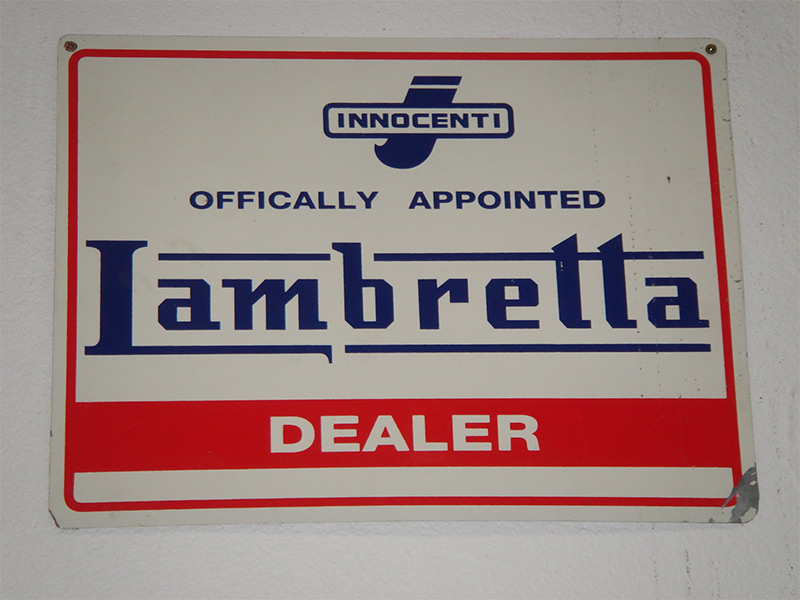 INNOCENTI
OFFICALLY APPOINTED
Lambretta
DEALER